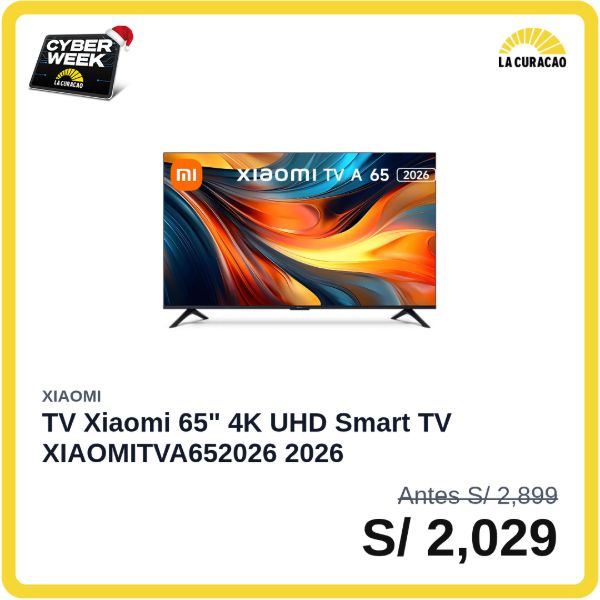 CYBER
WEEK
LA CURACAO
LA CURACAO
mi
xiaomi TV A 65 2026
XIAOMI
TV Xiaomi 65" 4K UHD Smart TV
XIAOMITVA652026 2026
Antes S/ 2,899
S/ 2,029